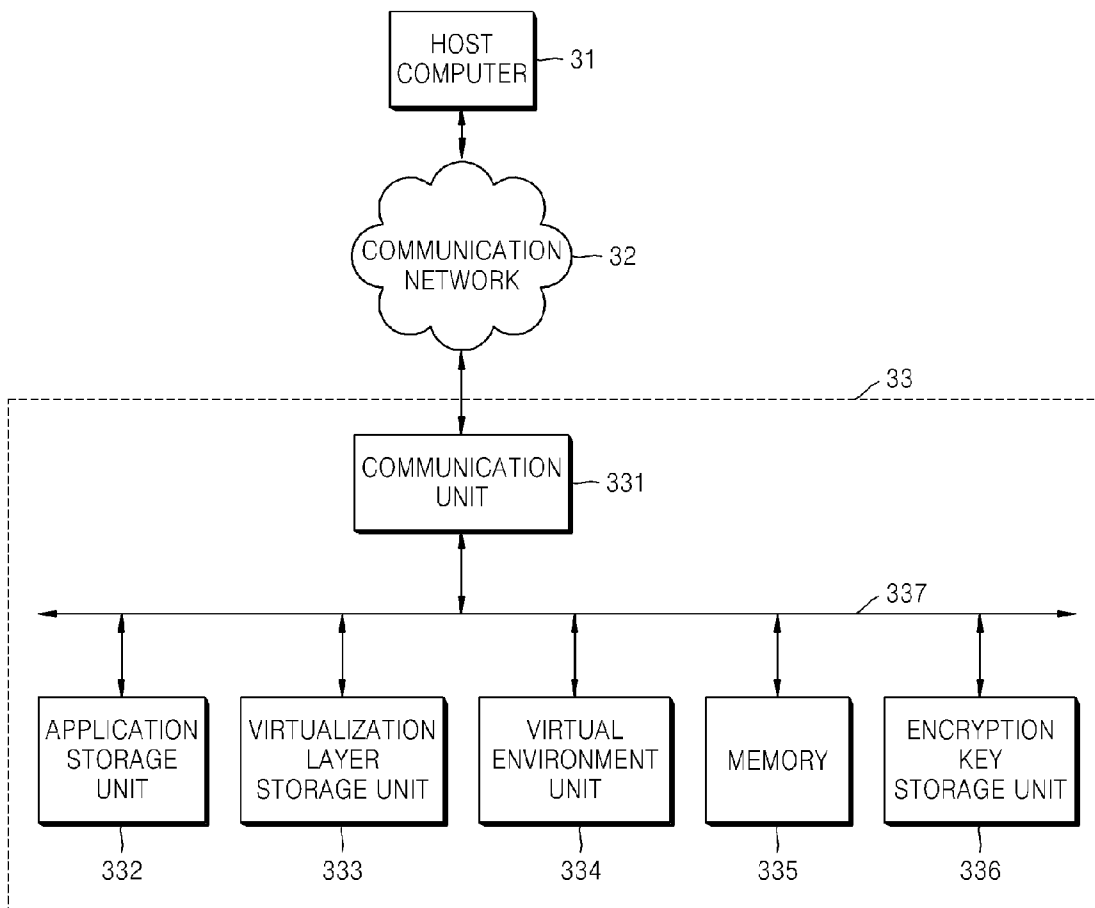 HOST
COMPUTER
31
COMMUNICATION
NETWORK
32
33
COMMUNICATION
UNIT
331
337
APPLICATION
STORAGE
UNIT
VIRTUALIZATION
LAYER
STORAGE UNIT
VIRTUAL
ENVIRONMENT
UNIT
MEMORY
ENCRYPTION
KEY
STORAGE UNIT
332
333
334
335
336